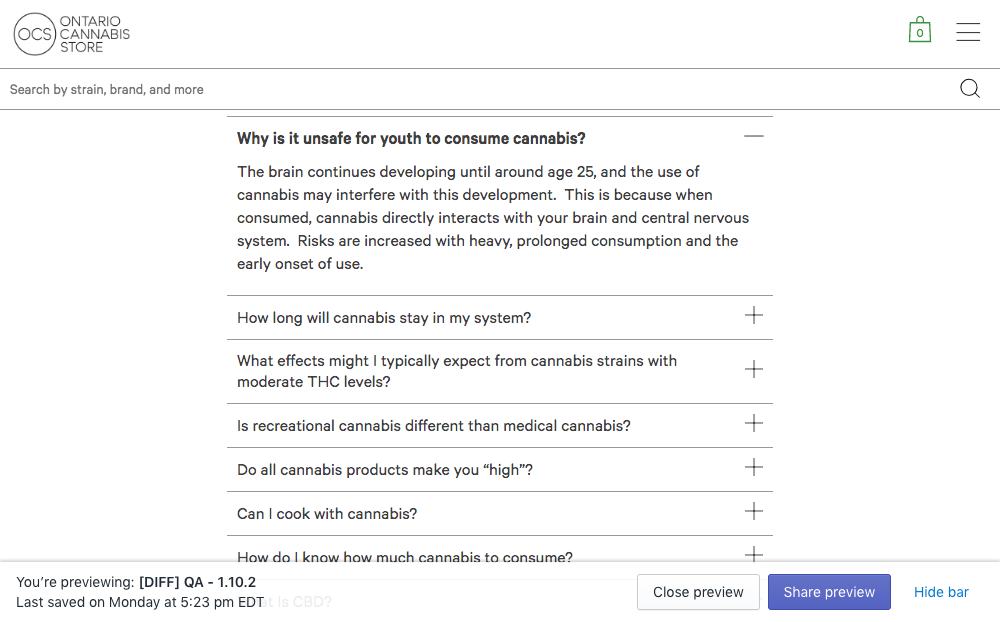 OCS
ONTARIO
CANNABIS
STORE
0
Search by strain, brand, and more
Why is it unsafe for youth to consume cannabis?
The brain continues developing until around age 25, and the use of
cannabis may interfere with this development.  This is because when
consumed, cannabis directly interacts with your brain and central nervous
system.  Risks are increased with heavy, prolonged consumption and the
early onset of use.
How long will cannabis stay in my system?
What effects might I typically expect from cannabis strains with
moderate THC levels?
Is recreational cannabis different than medical cannabis?
Do all cannabis products make you “high”?
Can I cook with cannabis?
How do I know how much cannabis to consume?
Is CBD?
You’re previewing: [DIFF] QA - 1.10.2
Last saved on Monday at 5:23 pm EDT
Close preview
Share preview
Hide bar